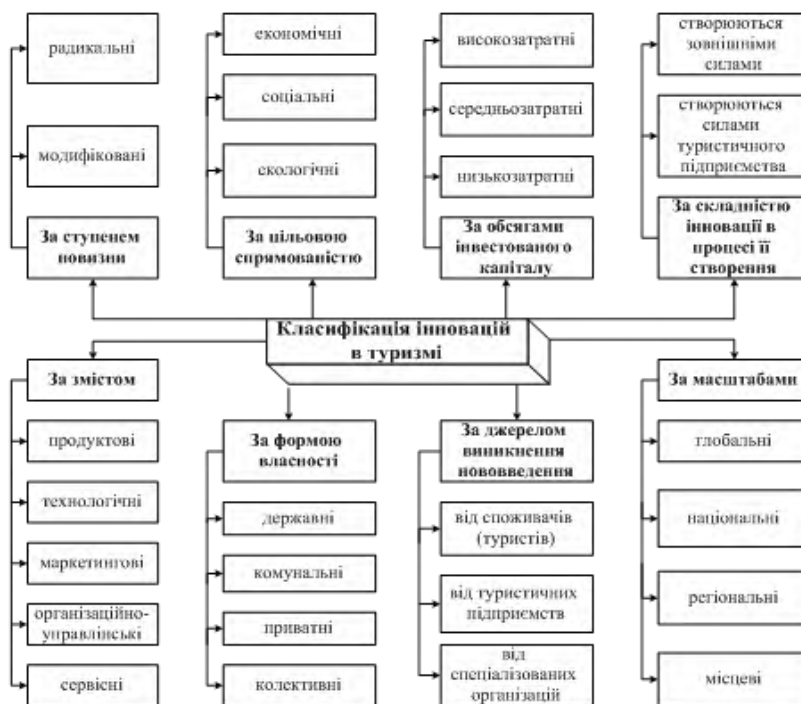 радикальні
модифіковані
За ступенем
новизни
економічні
соціальні
екологічні
За цільовою
спрямованістю
високозатратні
середньозатратні
низькозатратні
За обсягами
інвестованого
капіталу
створюються
зовнішніми
силами
створюються
силами
туристичного
підприємства
За складністю
інновації в
процесі її
створення
Класифікація інновацій
в туризмі
За змістом
продуктові
технологічні
маркетингові
організаційно-
управлінські
сервісні
За формою
власності
державні
комунальні
приватні
колективні
За джерелом
виникнення
нововведення
від споживачів
(туристів)
від туристичних
підприємств
від
спеціалізованих
організацій
За масштабами
глобальні
національні
регіональні
місцеві